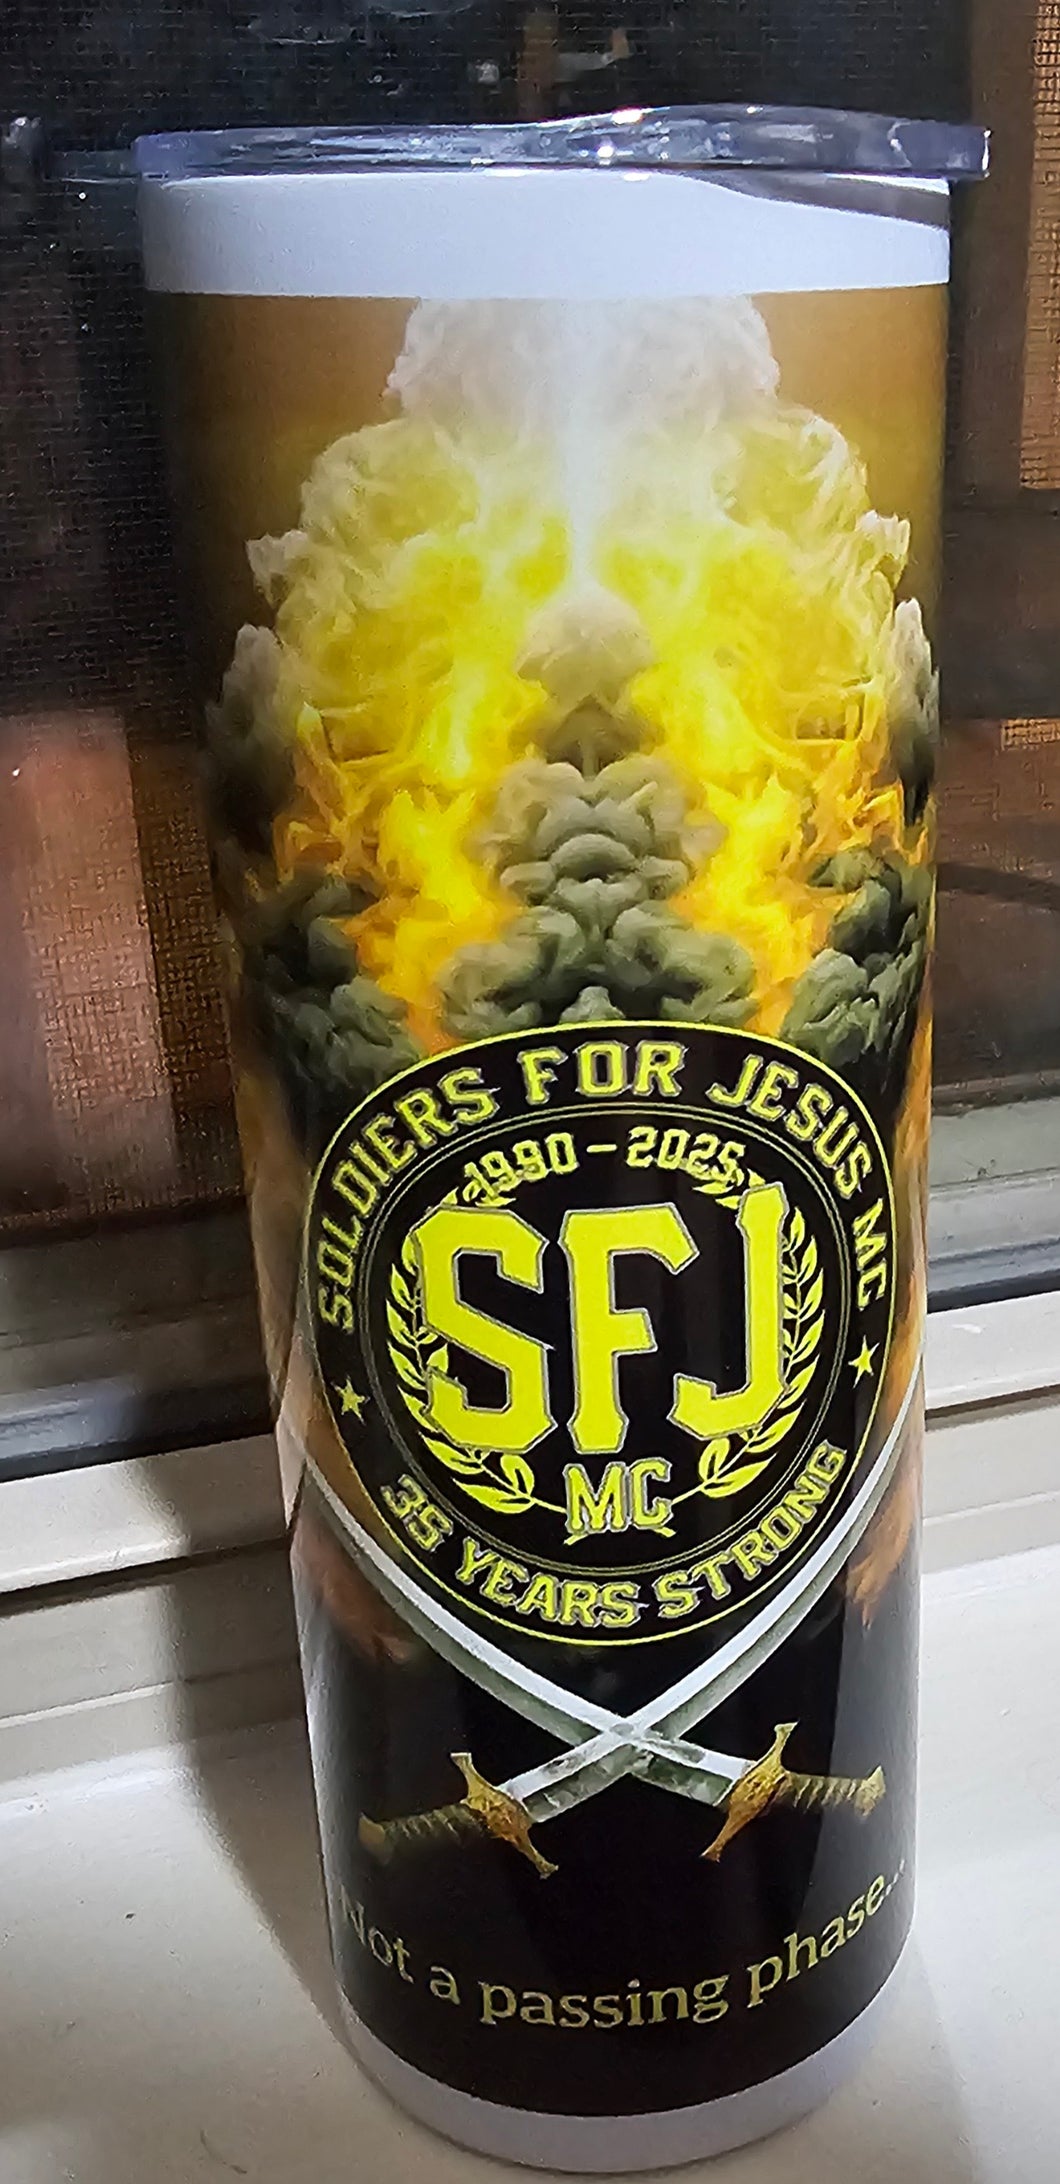 SOLDIERS FOR JESUS MC
1990 - 2025
SFJ
MC
35 YEARS STRONG
Not a passing phase...